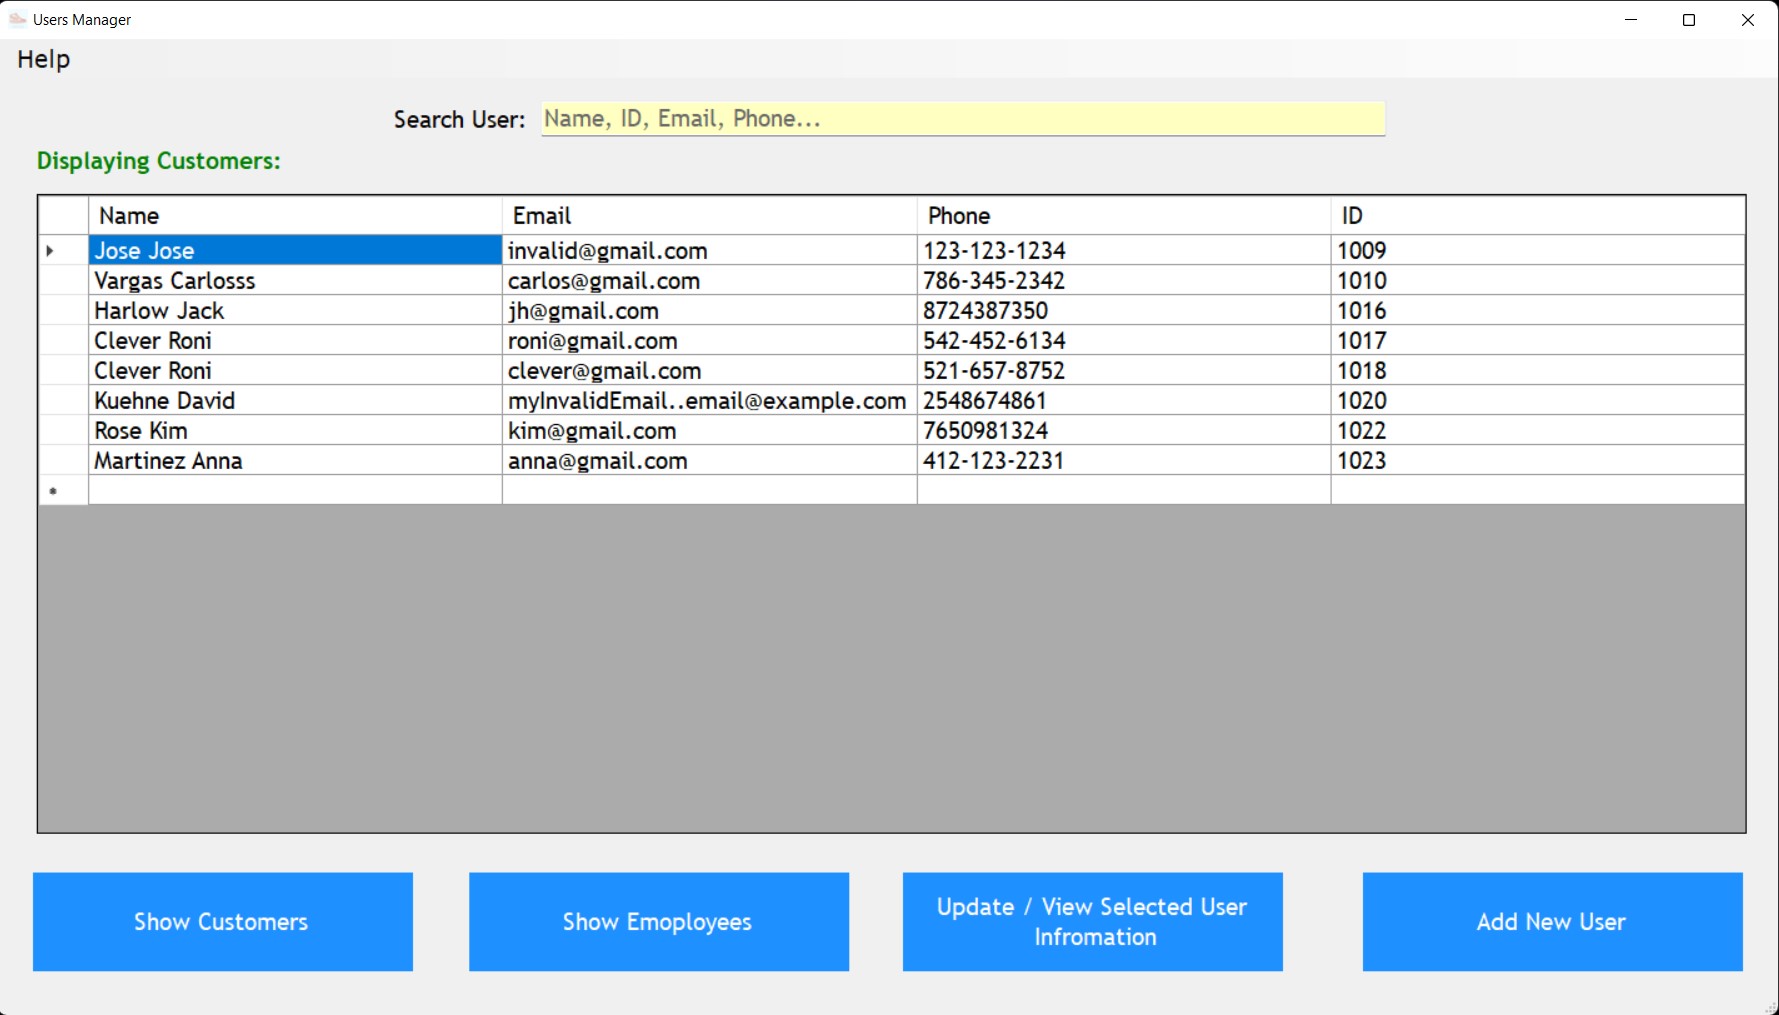 Users Manager
Help
Search User: Name, ID, Email, Phone...
Displaying Customers:
Name Email Phone ID
Jose Jose invalid@gmail.com 123-123-1234 1009
Vargas Carlosss carlos@gmail.com 786-345-2342 1010
Harlow Jack jh@gmail.com 8724387350 1016
Clever Roni roni@gmail.com 542-452-6134 1017
Clever Roni clever@gmail.com 521-657-8752 1018
Kuehne David myInvalidEmail..email@example.com 2548674861 1020
Rose Kim kim@gmail.com 7650981324 1022
Martinez Anna anna@gmail.com 412-123-2231 1023
Show Customers
Show Emoployees
Update / View Selected User
Infromation
Add New User